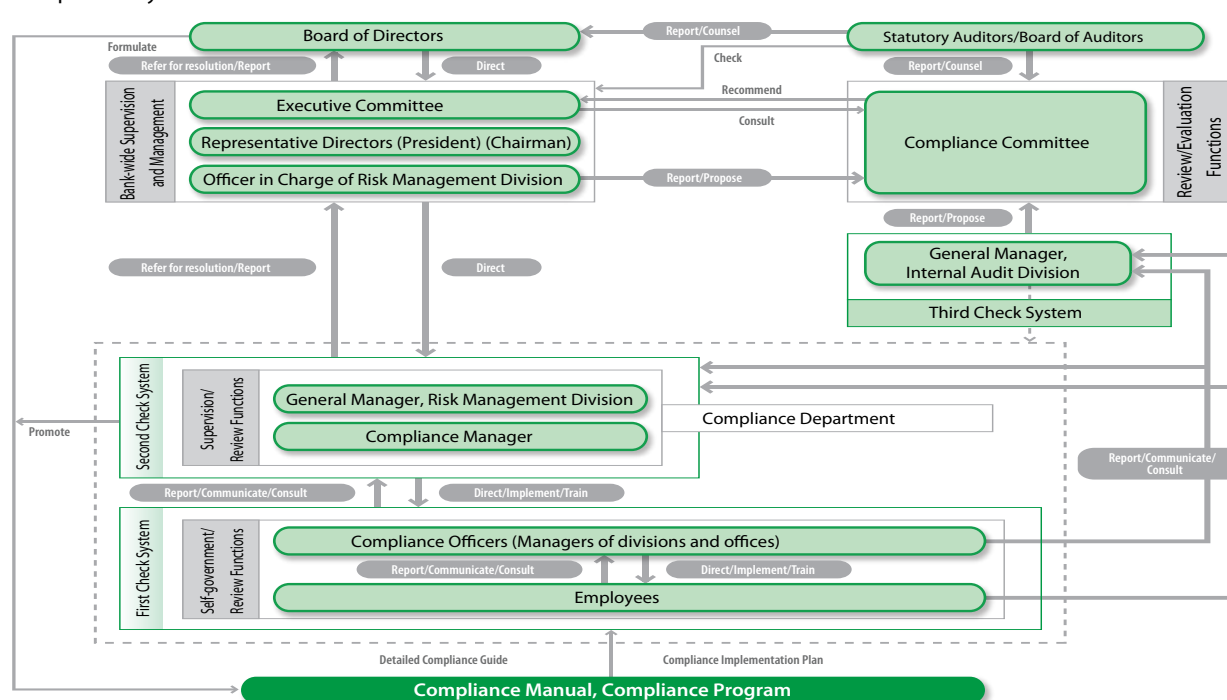 Board of Directors
Report/Counsel
Statutory Auditors/Board of Auditors
Formulate
Refer for resolution/Report
Direct
Check
Report/Counsel
Bank-wide Supervision
and Management
Executive Committee
Representative Directors (President) (Chairman)
Officer in Charge of Risk Management Division
Recommend
Consult
Report/Propose
Compliance Committee
Review/Evaluation
Functions
Report/Propose
General Manager,
Internal Audit Division
Third Check System
Refer for resolution/Report
Direct
Second Check System
Supervision/
Review Functions
General Manager, Risk Management Division
Compliance Manager
Compliance Department
Promote
Report/Communicate/
Consult
Report/Communicate/Consult
Direct/Implement/Train
First Check System
Self-government/
Review Functions
Compliance Officers (Managers of divisions and offices)
Report/Communicate/Consult
Direct/Implement/Train
Employees
Detailed Compliance Guide
Compliance Implementation Plan
Compliance Manual, Compliance Program